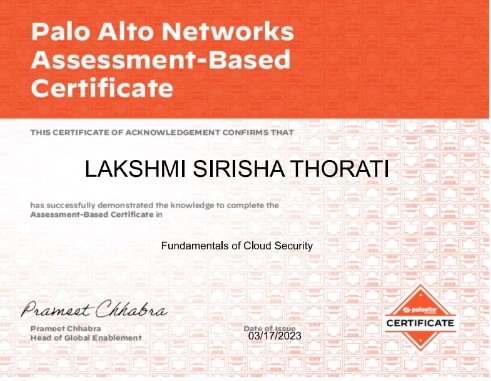 Palo Alto Networks
Assessment-Based
Certificate
THIS CERTIFICATE OF ACKNOWLEDGEMENT CONFIRMS THAT
LAKSHMI SIRISHA THORATI
has successfully demonstrated the knowledge to complete the
Assessment-Based Certificate in
Fundamentals of Cloud Security
Prameet Chhabra
Prameet Chhabra
Head of Global Enablement
Date of Issue
03/17/2023
paloalto
CERTIFICATE